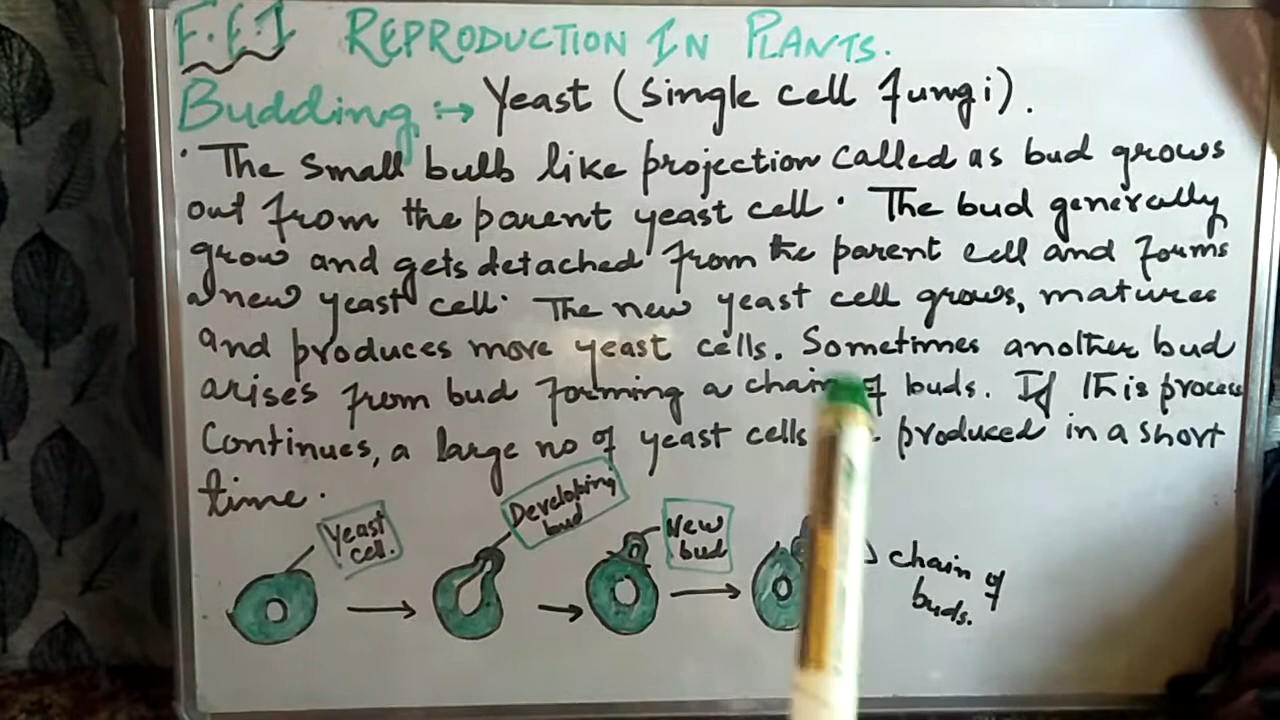 F.E.I REPRODUCTION IN PLANTS.
Budding :→ Yeast (Single cell fungi).
· The small bulb like projection called as bud grows
out from the parent yeast cell. The bud generally
grow and gets detached from the parent cell and forms
a new yeast cell. The new yeast cell grows, matures
and produces more yeast cells. Sometimes another bud
arises from bud forming a chain of buds. If this process
Continues, a large no of yeast cells produced in a short
time.
Yeast cell.
Developing bud
New bud
chain of buds.